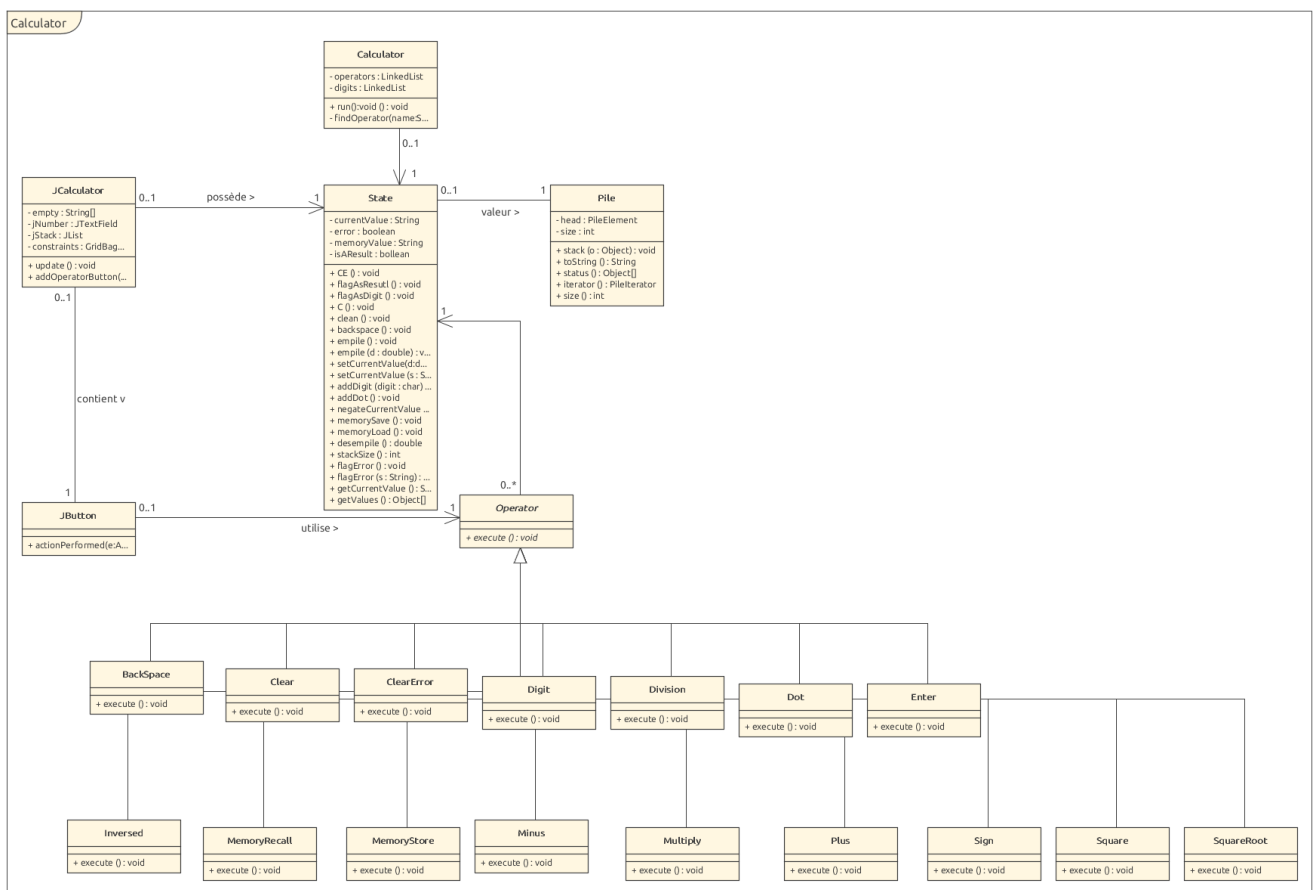 Calculator
Calculator
- operators : LinkedList
- digits : LinkedList
+ run():void () : void
- findOperator(name:S...
0..1
1
JCalculator
- empty : String[]
- jNumber : JTextField
- jStack : JList
- constraints : GridBag...
+ update () : void
+ addOperatorButton(...
0..1
possède >
1
State
- currentValue : String
- error : boolean
- memoryValue : String
- isAResult : bollean
+ CE () : void
+ flagAsResutl () : void
+ flagAsDigit () : void
+ C () : void
+ clean () : void
+ backspace () : void
+ empile () : void
+ empile (d : double) : v...
+ setCurrentValue(d:d...
+ setCurrentValue (s : S...
+ addDigit (digit : char) ...
+ addDot () : void
+ negateCurrentValue ...
+ memorySave () : void
+ memoryLoad () : void
+ desempile () : double
+ stackSize () : int
+ flagError () : void
+ flagError (s : String) : ...
+ getCurrentValue () : S...
+ getValues () : Object[]
0..1
1
valeur >
Pile
- head : PileElement
- size : int
+ stack (o : Object) : void
+ toString () : String
+ status () : Object[]
+ iterator () : PileIterator
+ size () : int
1
0..*
0..1
contient v
1
JButton
+ actionPerformed(e:A...
0..1
utilise >
1
Operator
+ execute () : void
BackSpace
+ execute () : void
Clear
+ execute () : void
ClearError
+ execute () : void
Digit
+ execute () : void
Division
+ execute () : void
Dot
+ execute () : void
Enter
+ execute () : void
Inversed
+ execute () : void
MemoryRecall
+ execute () : void
MemoryStore
+ execute () : void
Minus
+ execute () : void
Multiply
+ execute () : void
Plus
+ execute () : void
Sign
+ execute () : void
Square
+ execute () : void
SquareRoot
+ execute () : void